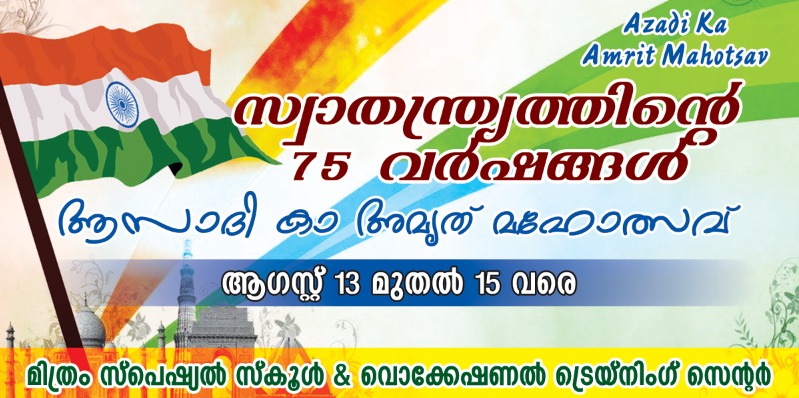 Azadi Ka
Amrit Mahotsav
സ്വാതന്ത്ര്യത്തിന്റെ
75 വർഷങ്ങൾ
ആസാദി കാ അമൃത് മഹോത്സവ്
ആഗസ്റ്റ് 13 മുതൽ 15 വരെ
മിത്രം സ്പെഷ്യൽ സ്കൂൾ & വൊക്കേഷണൽ ട്രെയ്നിംഗ് സെന്റർ